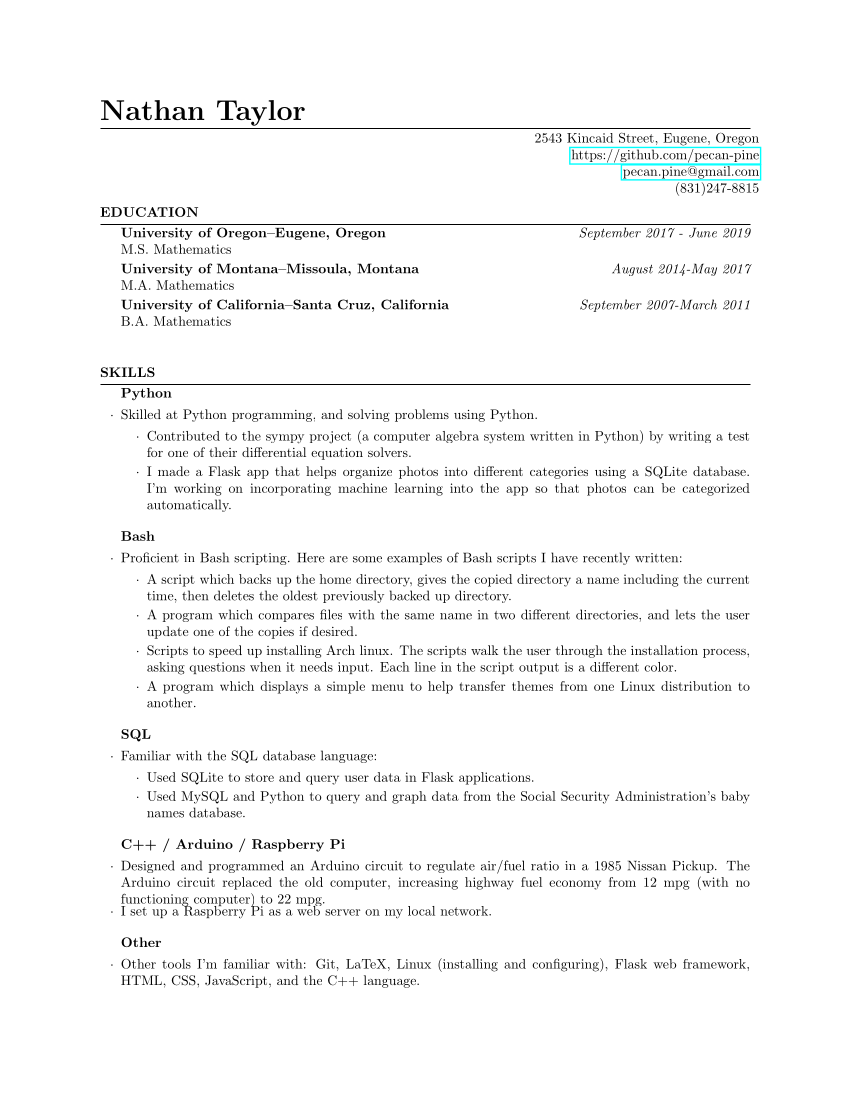 Nathan Taylor
2543 Kincaid Street, Eugene, Oregon
https://github.com/pecan-pine
pecan.pine@gmail.com
(831)247-8815
EDUCATION
University of Oregon–Eugene, Oregon September 2017 - June 2019
M.S. Mathematics
University of Montana–Missoula, Montana August 2014-May 2017
M.A. Mathematics
University of California–Santa Cruz, California September 2007-March 2011
B.A. Mathematics
SKILLS
Python
· Skilled at Python programming, and solving problems using Python.
· Contributed to the sympy project (a computer algebra system written in Python) by writing a test
for one of their differential equation solvers.
· I made a Flask app that helps organize photos into different categories using a SQLite database.
I'm working on incorporating machine learning into the app so that photos can be categorized
automatically.
Bash
· Proficient in Bash scripting. Here are some examples of Bash scripts I have recently written:
· A script which backs up the home directory, gives the copied directory a name including the current
time, then deletes the oldest previously backed up directory.
· A program which compares files with the same name in two different directories, and lets the user
update one of the copies if desired.
· Scripts to speed up installing Arch linux. The scripts walk the user through the installation process,
asking questions when it needs input. Each line in the script output is a different color.
· A program which displays a simple menu to help transfer themes from one Linux distribution to
another.
SQL
· Familiar with the SQL database language:
· Used SQLite to store and query user data in Flask applications.
· Used MySQL and Python to query and graph data from the Social Security Administration's baby
names database.
C++ / Arduino / Raspberry Pi
· Designed and programmed an Arduino circuit to regulate air/fuel ratio in a 1985 Nissan Pickup. The
Arduino circuit replaced the old computer, increasing highway fuel economy from 12 mpg (with no
functioning computer) to 22 mpg.
· I set up a Raspberry Pi as a web server on my local network.
Other
· Other tools I'm familiar with: Git, LaTeX, Linux (installing and configuring), Flask web framework,
HTML, CSS, JavaScript, and the C++ language.